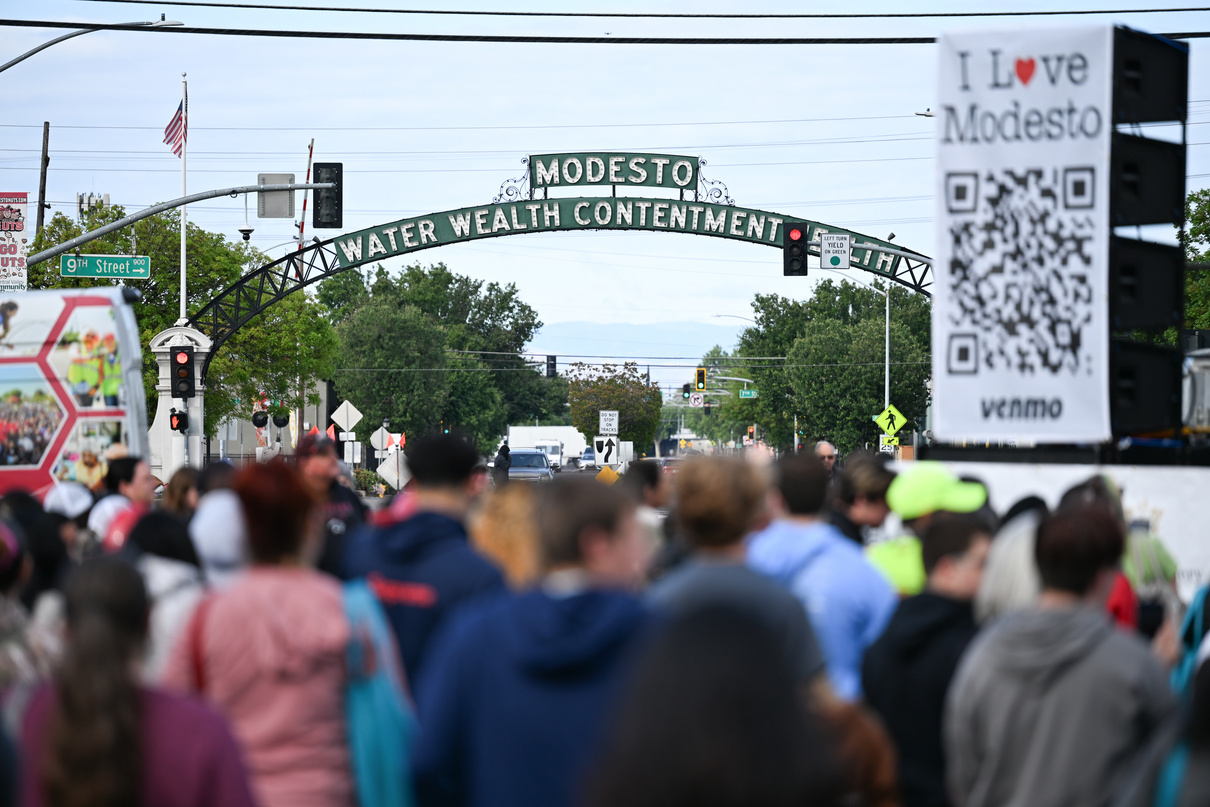 MODESTO
WATER WEALTH CONTENTMENT HEALTH
I Love
Modesto
venmo
9TH Street 900
LEFT TURN
YIELD
ON GREEN
DO NOT
STOP
ON
TRACKS